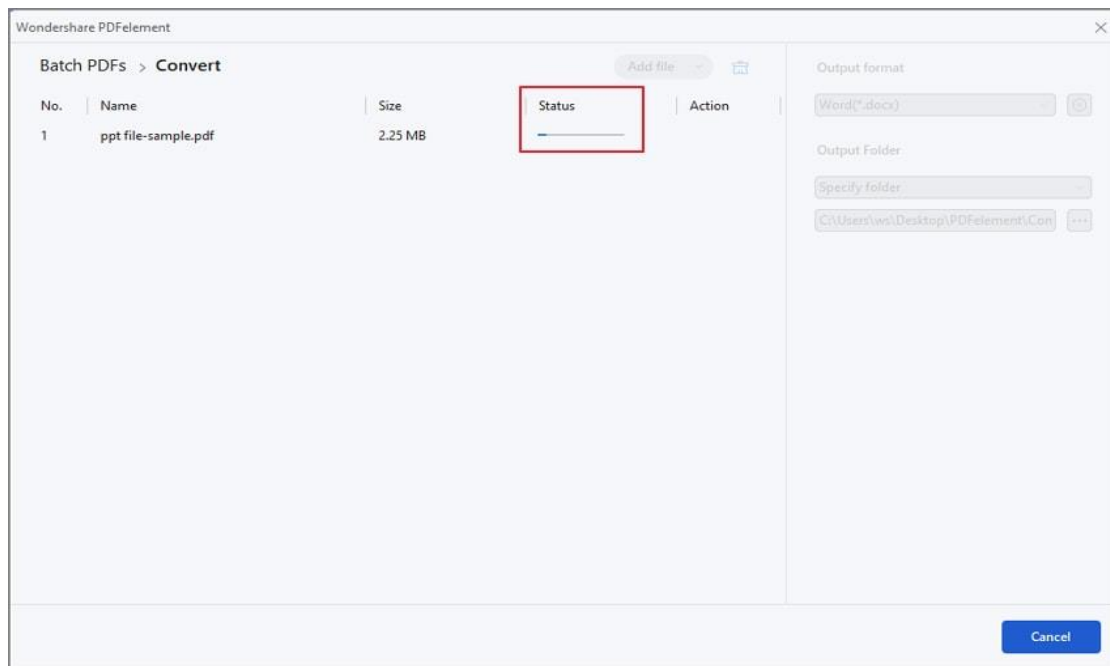 Wondershare PDFelement
Batch PDFs > Convert
Add file
No. Name Size Status Action
1 ppt file-sample.pdf 2.25 MB
Output format
Word(*.docx)
Output Folder
Specify folder
C:\Users\ws\Desktop\PDFelement\Con
...
Cancel